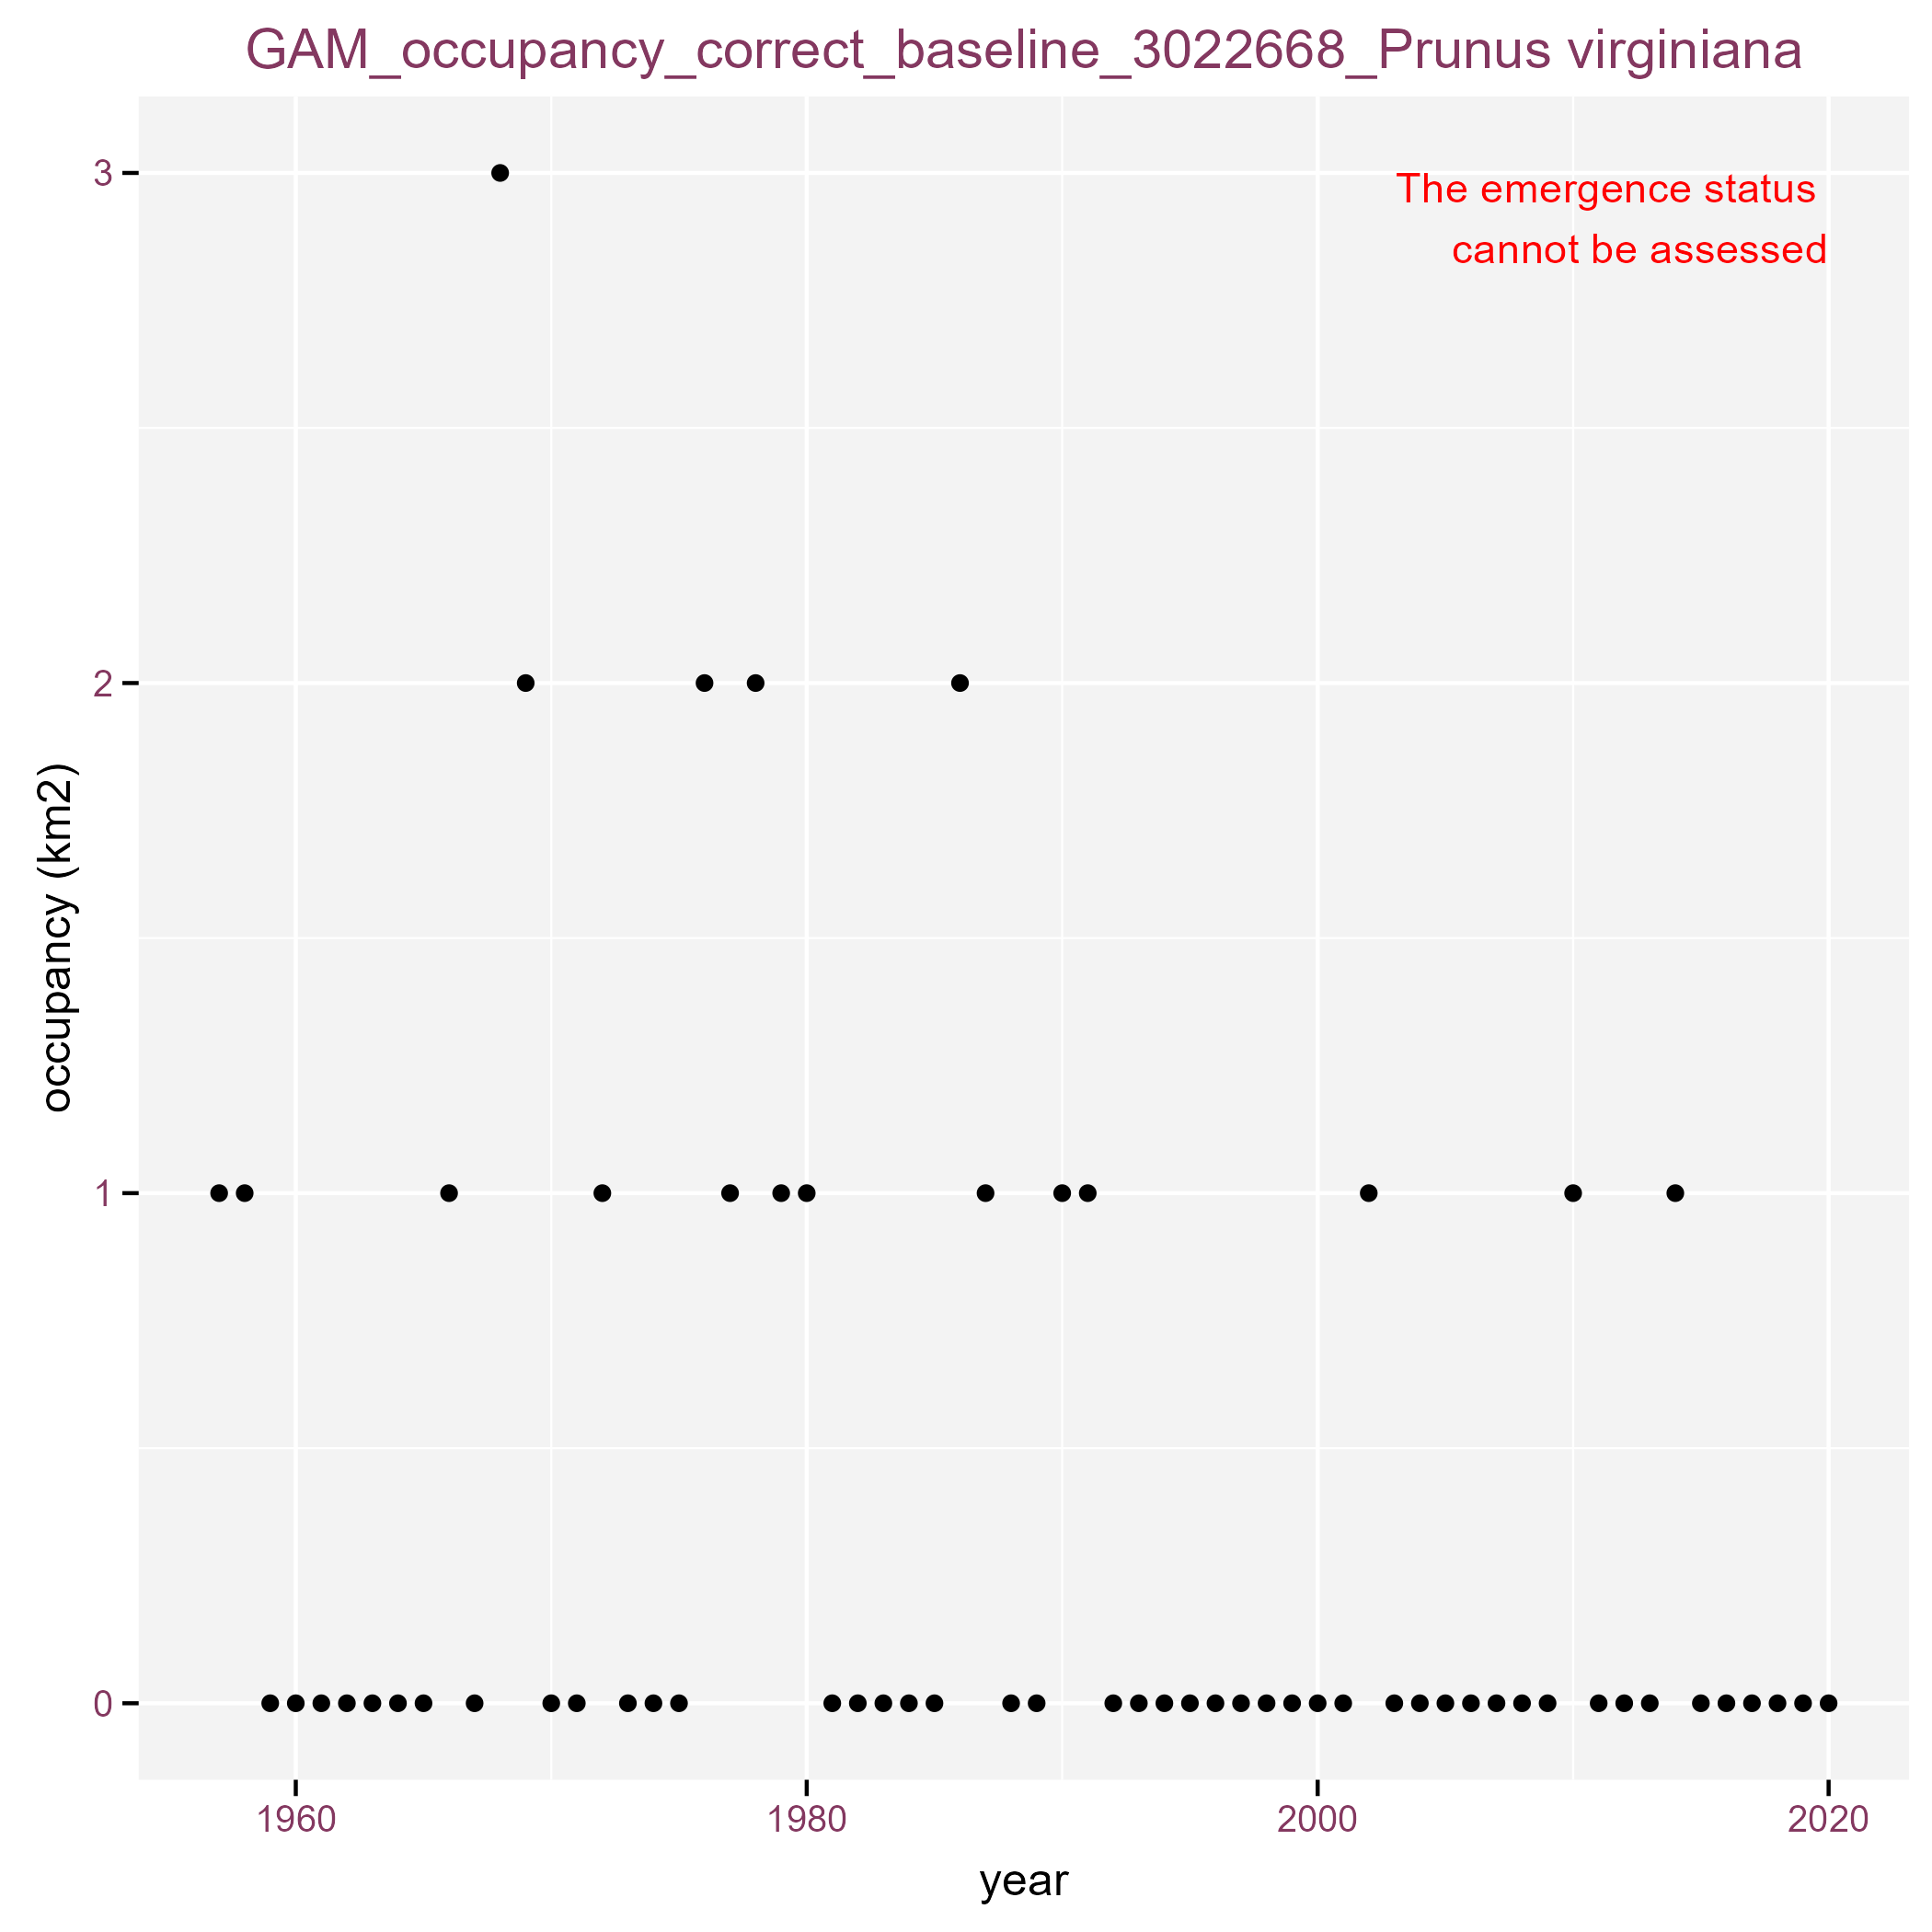 GAM_occupancy_correct_baseline_3022668_Prunus virginiana
The emergence status
cannot be assessed
3
2
1
0
occupancy (km2)
1960 1980 2000 2020
year